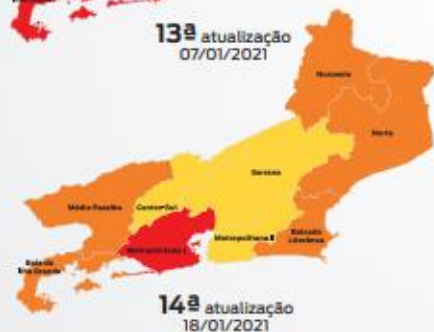 13ª atualização
07/01/2021
Noroeste
Norte
Serrana
Médio Paraíba
Centro-Sul
Metropolitana I
Metropolitana II
Baixada
Litorânea
Baía da
Ilha Grande
14ª atualização
18/01/2021